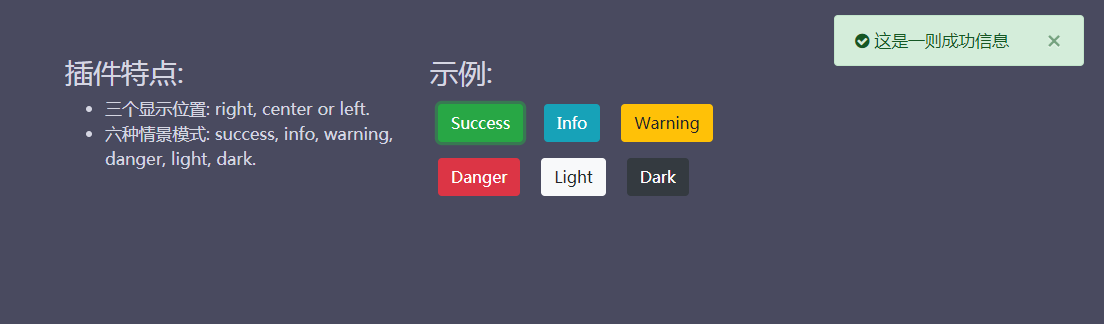 ✓ 这是一则成功信息 ×
插件特点:
三个显示位置: right, center or left.
六种情景模式: success, info, warning,
danger, light, dark.
示例:
Success Info Warning
Danger Light Dark